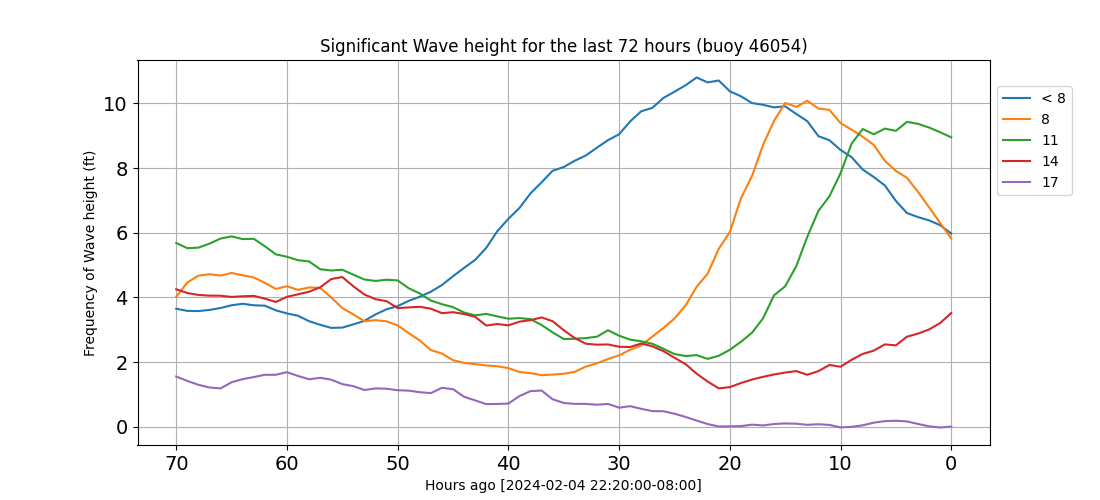 Significant Wave height for the last 72 hours (buoy 46054)
Frequency of Wave height (ft)
10
8
6
4
2
0
70 60 50 40 30 20 10 0
Hours ago [2024-02-04 22:20:00-08:00]
< 8
8
11
14
17